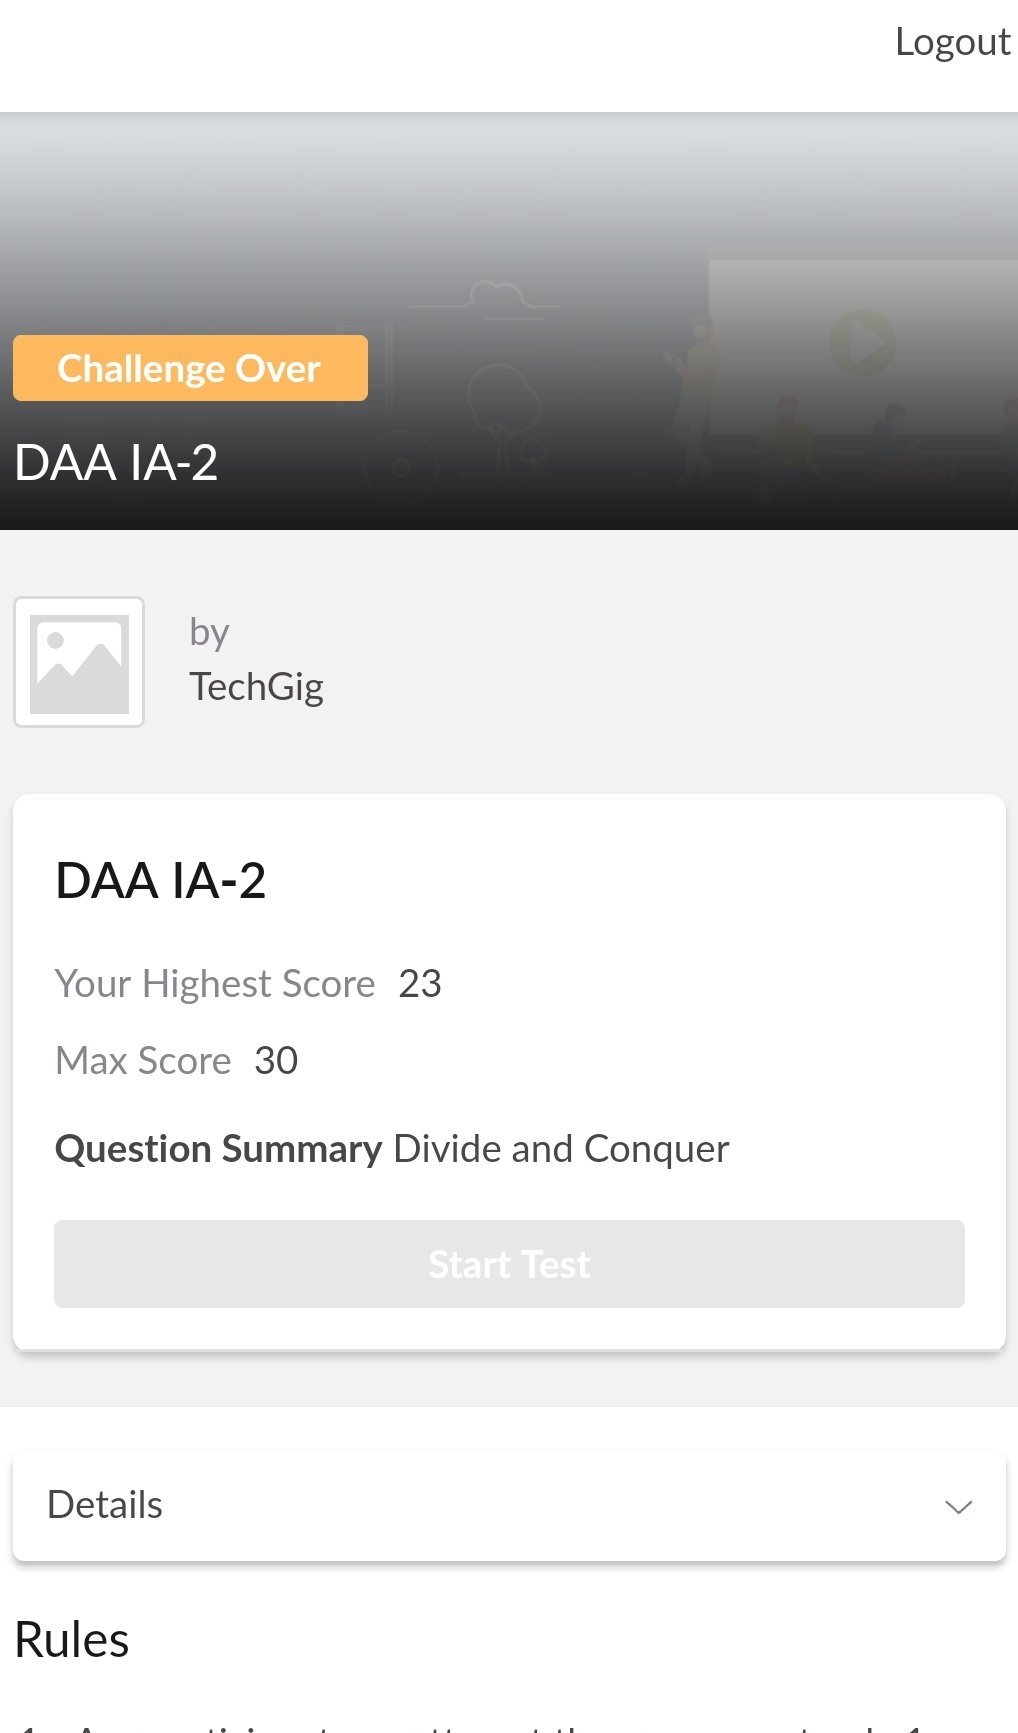 Logout
Challenge Over
DAA IA-2
by
TechGig
DAA IA-2
Your Highest Score 23
Max Score 30
Question Summary Divide and Conquer
Start Test
Details
Rules